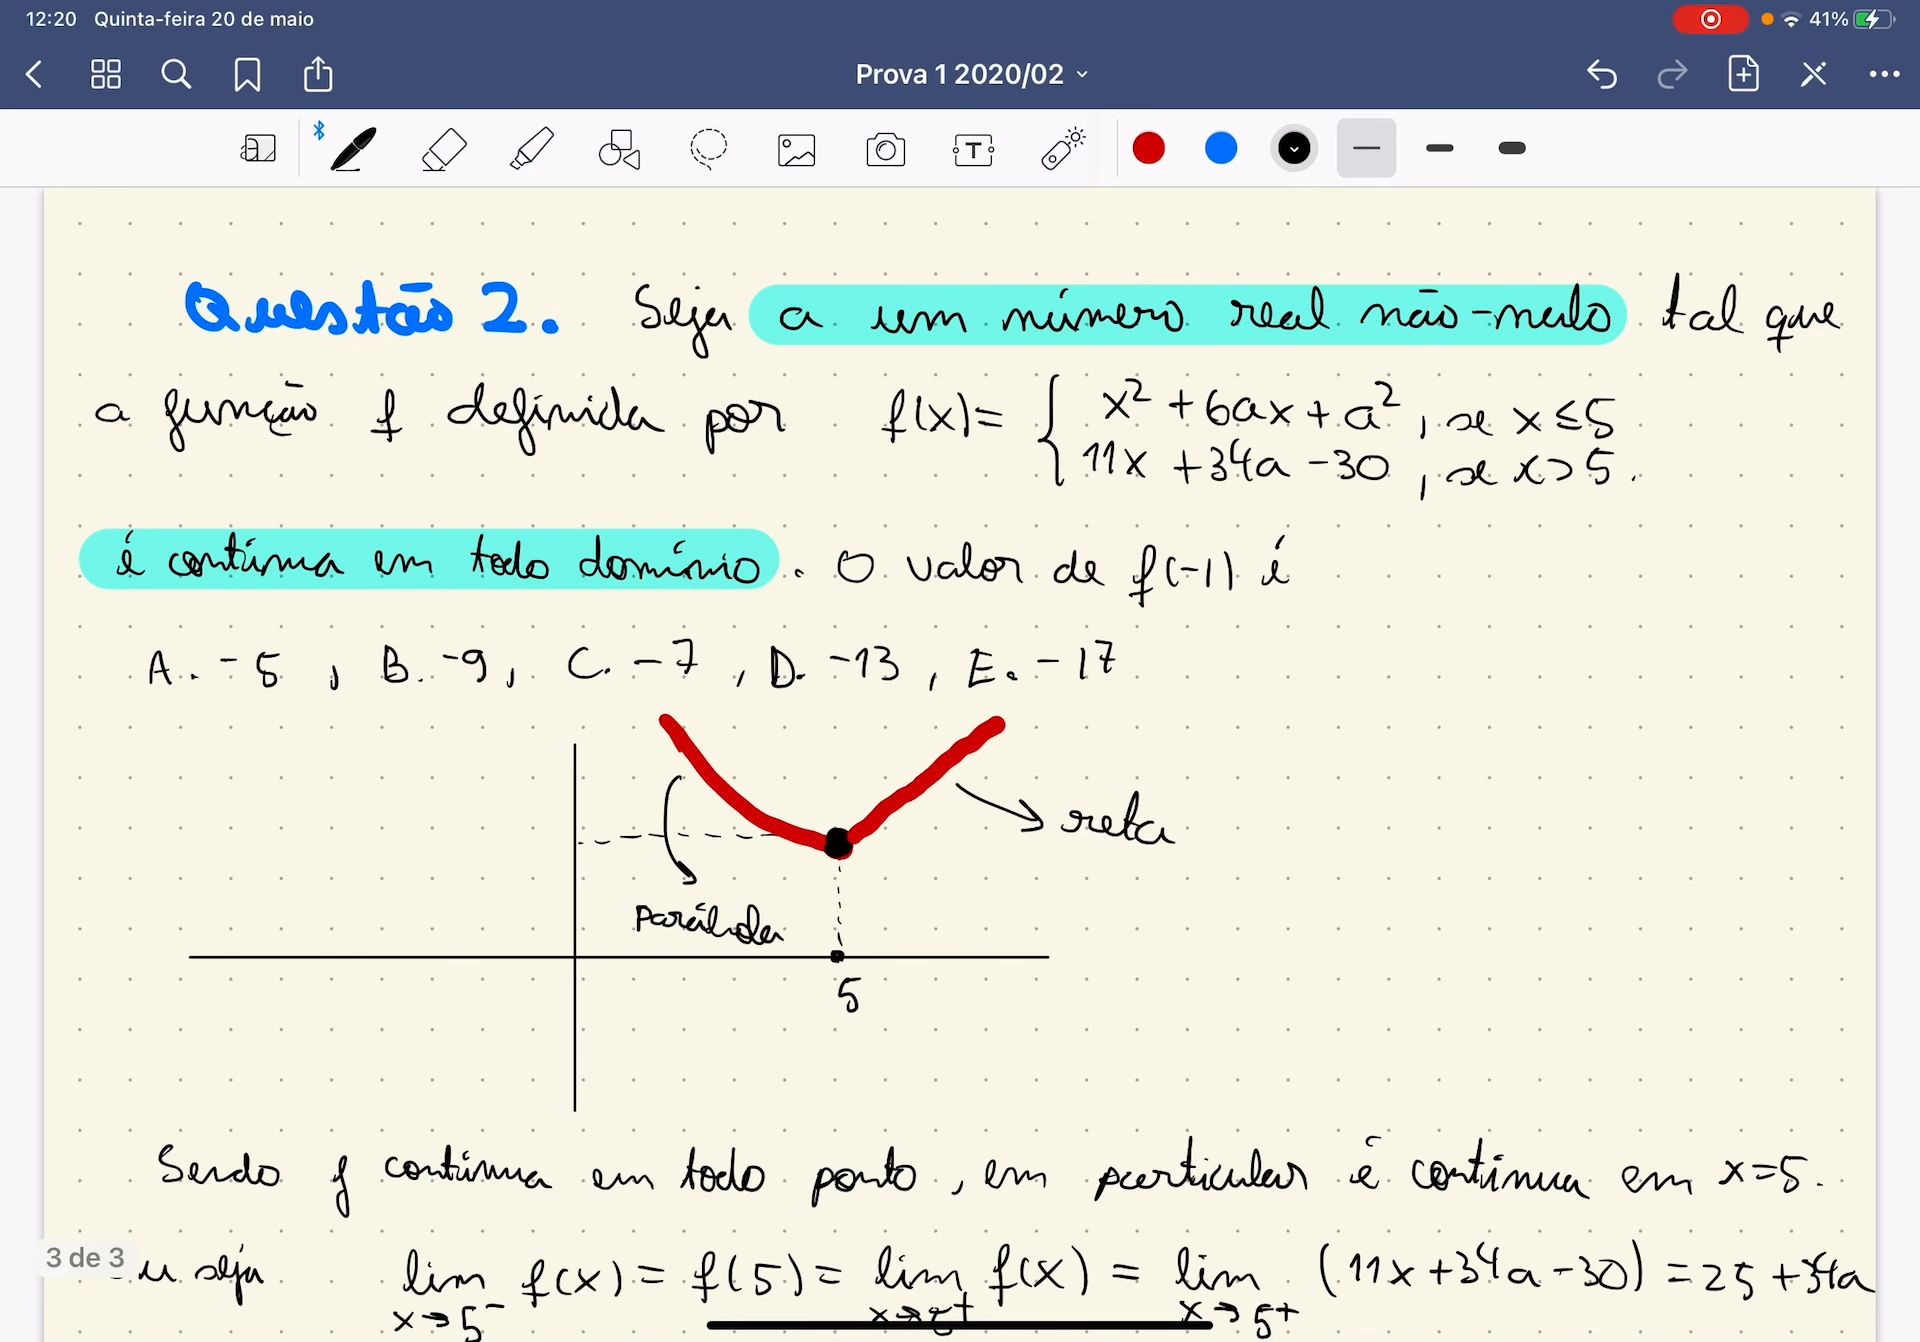 12:20 Quinta-feira 20 de maio 41%
Prova 1 2020/02
Questão 2. Seja a um número real não-nulo tal que
a função f definida por f(x)= { x² + 6ax + a² , se x ≤ 5
11x + 34a - 30 , se x > 5.
é contínua em todo domínio. O valor de f(-1) é
A. -5 , B. -9 , C. -7 , D. -13 , E. -17
reta
Parábola
5
Sendo f contínua em todo ponto, em particular é contínua em x=5.
3 de 3
ou seja lim f(x) = f(5) = lim f(x) = lim (11x + 34a - 30) = 25 + 34a
x→5⁻ x→5⁺ x→5⁺